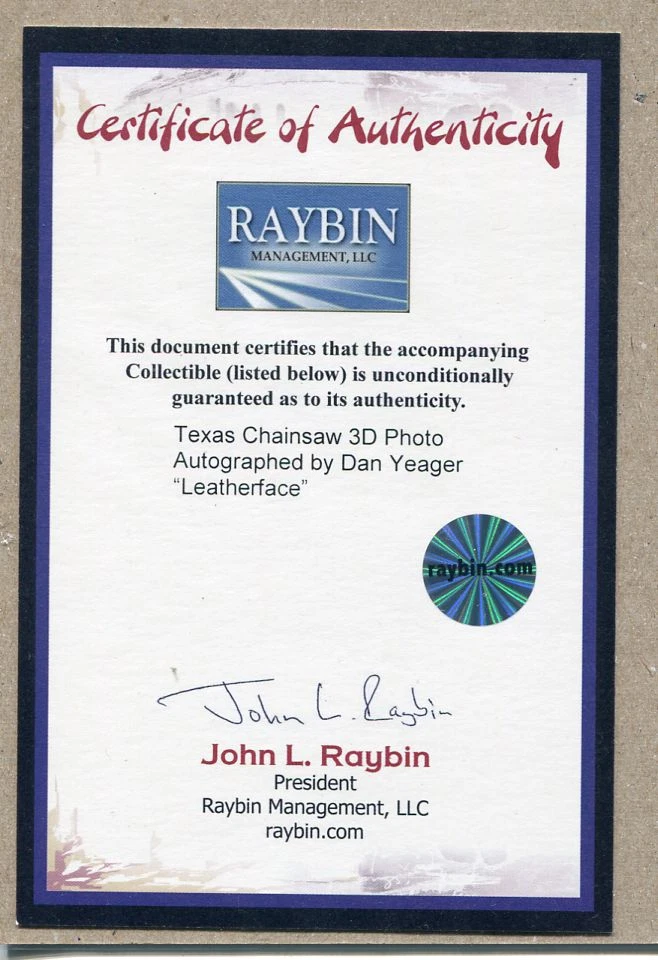 Certificate of Authenticity
RAYBIN
MANAGEMENT, LLC
This document certifies that the accompanying
Collectible (listed below) is unconditionally
guaranteed as to its authenticity.
Texas Chainsaw 3D Photo
Autographed by Dan Yeager
“Leatherface”
raybin.com
John L. Raybin
John L. Raybin
President
Raybin Management, LLC
raybin.com